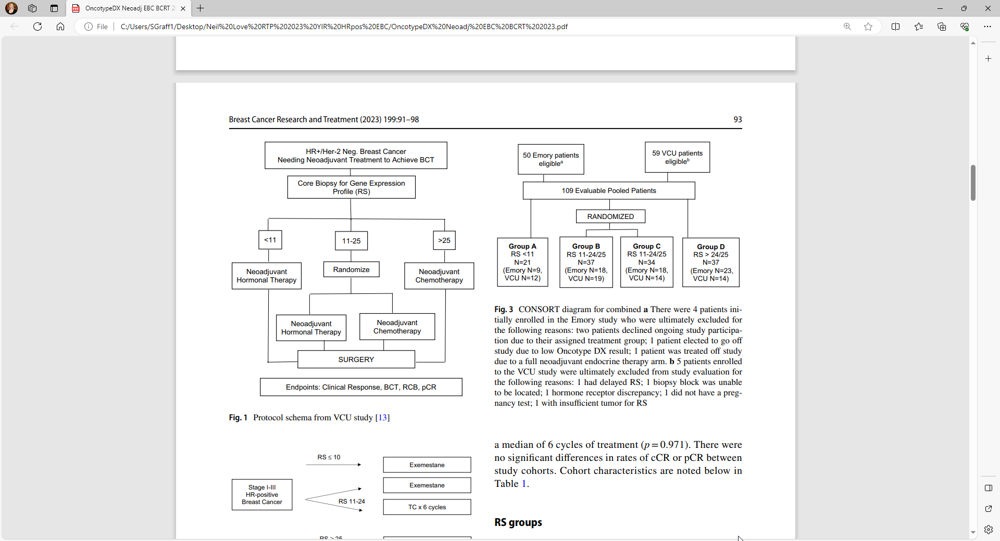 OncotypeDX Neoadj EBC BCRT 2
File
C:/Users/SGraff1/Desktop/Neil%20Love%20RTP%202023%20YIR%20HRpos%20EBC/OncotypeDX%20Neoadj%20EBC%20BCRT%202023.pdf
Breast Cancer Research and Treatment (2023) 199:91–98
93
HR+/Her-2 Neg. Breast Cancer
Needing Neoadjuvant Treatment to Achieve BCT
Core Biopsy for Gene Expression
Profile (RS)
<11
11-25
>25
Neoadjuvant
Hormonal Therapy
Randomize
Neoadjuvant
Chemotherapy
Neoadjuvant
Hormonal Therapy
Neoadjuvant
Chemotherapy
SURGERY
Endpoints: Clinical Response, BCT, RCB, pCR
Fig. 1 Protocol schema from VCU study [13]
RS ≤ 10
Exemestane
Exemestane
Stage I-III
HR-positive
Breast Cancer
RS 11-24
TC x 6 cycles
RS > 25
50 Emory patients
eligibleᵃ
59 VCU patients
eligibleᵇ
109 Evaluable Pooled Patients
RANDOMIZED
Group A
RS <11
N=21
(Emory N=9,
VCU N=12)
Group B
RS 11-24/25
N=37
(Emory N=18,
VCU N=19)
Group C
RS 11-24/25
N=34
(Emory N=18,
VCU N=14)
Group D
RS > 24/25
N=37
(Emory N=23,
VCU N=14)
Fig. 3 CONSORT diagram for combined a There were 4 patients ini-
tially enrolled in the Emory study who were ultimately excluded for
the following reasons: two patients declined ongoing study participa-
tion due to their assigned treatment group; 1 patient elected to go off
study due to low Oncotype DX result; 1 patient was treated off study
due to a full neoadjuvant endocrine therapy arm. b 5 patients enrolled
to the VCU study were ultimately excluded from study evaluation for
the following reasons: 1 had delayed RS; 1 biopsy block was unable
to be located; 1 hormone receptor discrepancy; 1 did not have a preg-
nancy test; 1 with insufficient tumor for RS
a median of 6 cycles of treatment (p = 0.971). There were
no significant differences in rates of cCR or pCR between
study cohorts. Cohort characteristics are noted below in
Table 1.
RS groups